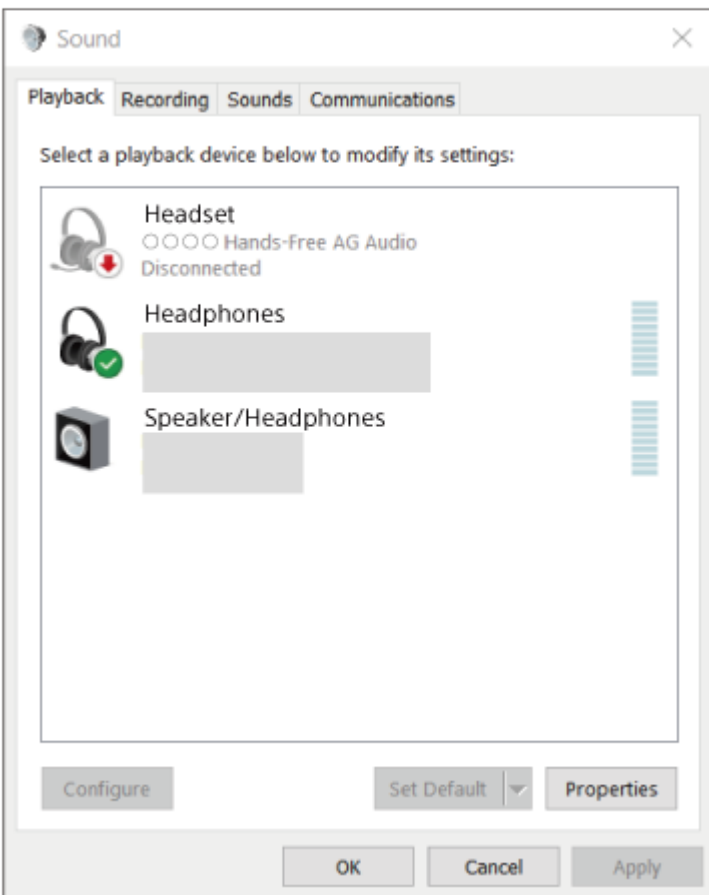 Sound
Playback Recording Sounds Communications
Select a playback device below to modify its settings:
Headset
○○○○ Hands-Free AG Audio
Disconnected
Headphones
Speaker/Headphones
Configure Set Default Properties
OK Cancel Apply